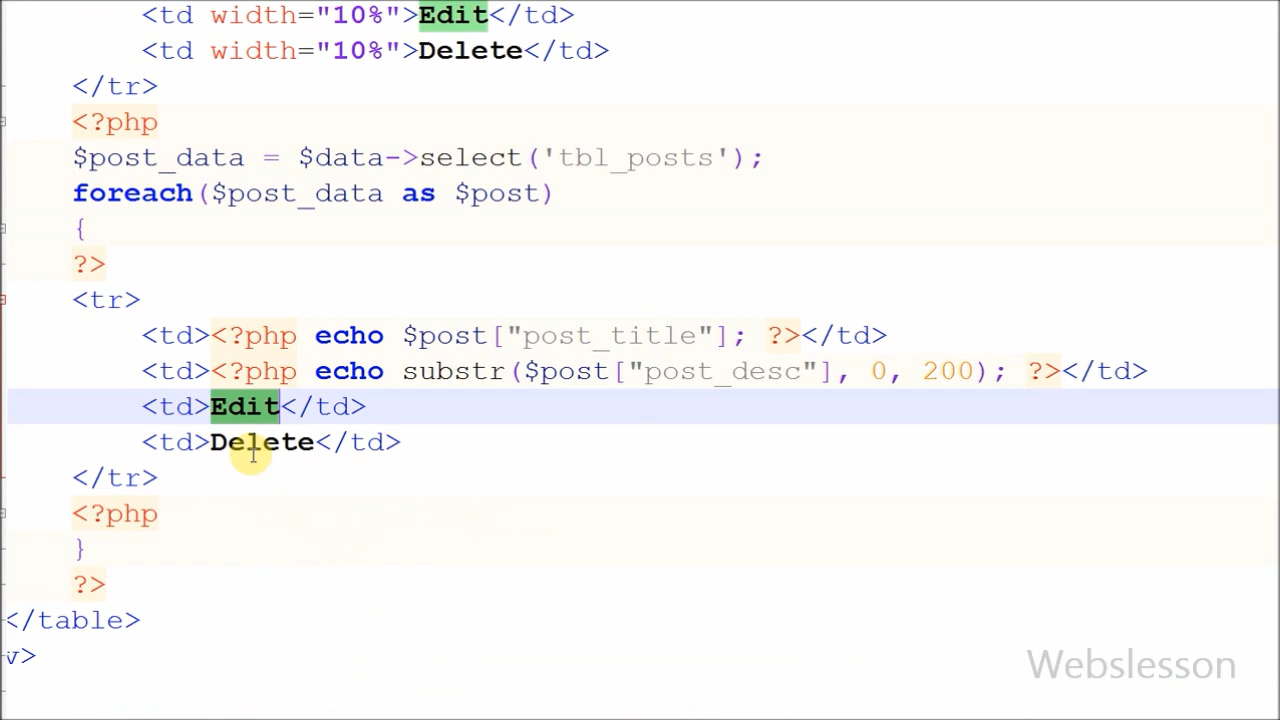 <td width="10%">Edit</td>
<td width="10%">Delete</td>
</tr>
<?php
$post_data = $data->select('tbl_posts');
foreach($post_data as $post)
{
?>
<tr>
<td><?php echo $post["post_title"]; ?></td>
<td><?php echo substr($post["post_desc"], 0, 200); ?></td>
<td>Edit</td>
<td>Delete</td>
</tr>
<?php
}
?>
</table>
v>
Webslesson